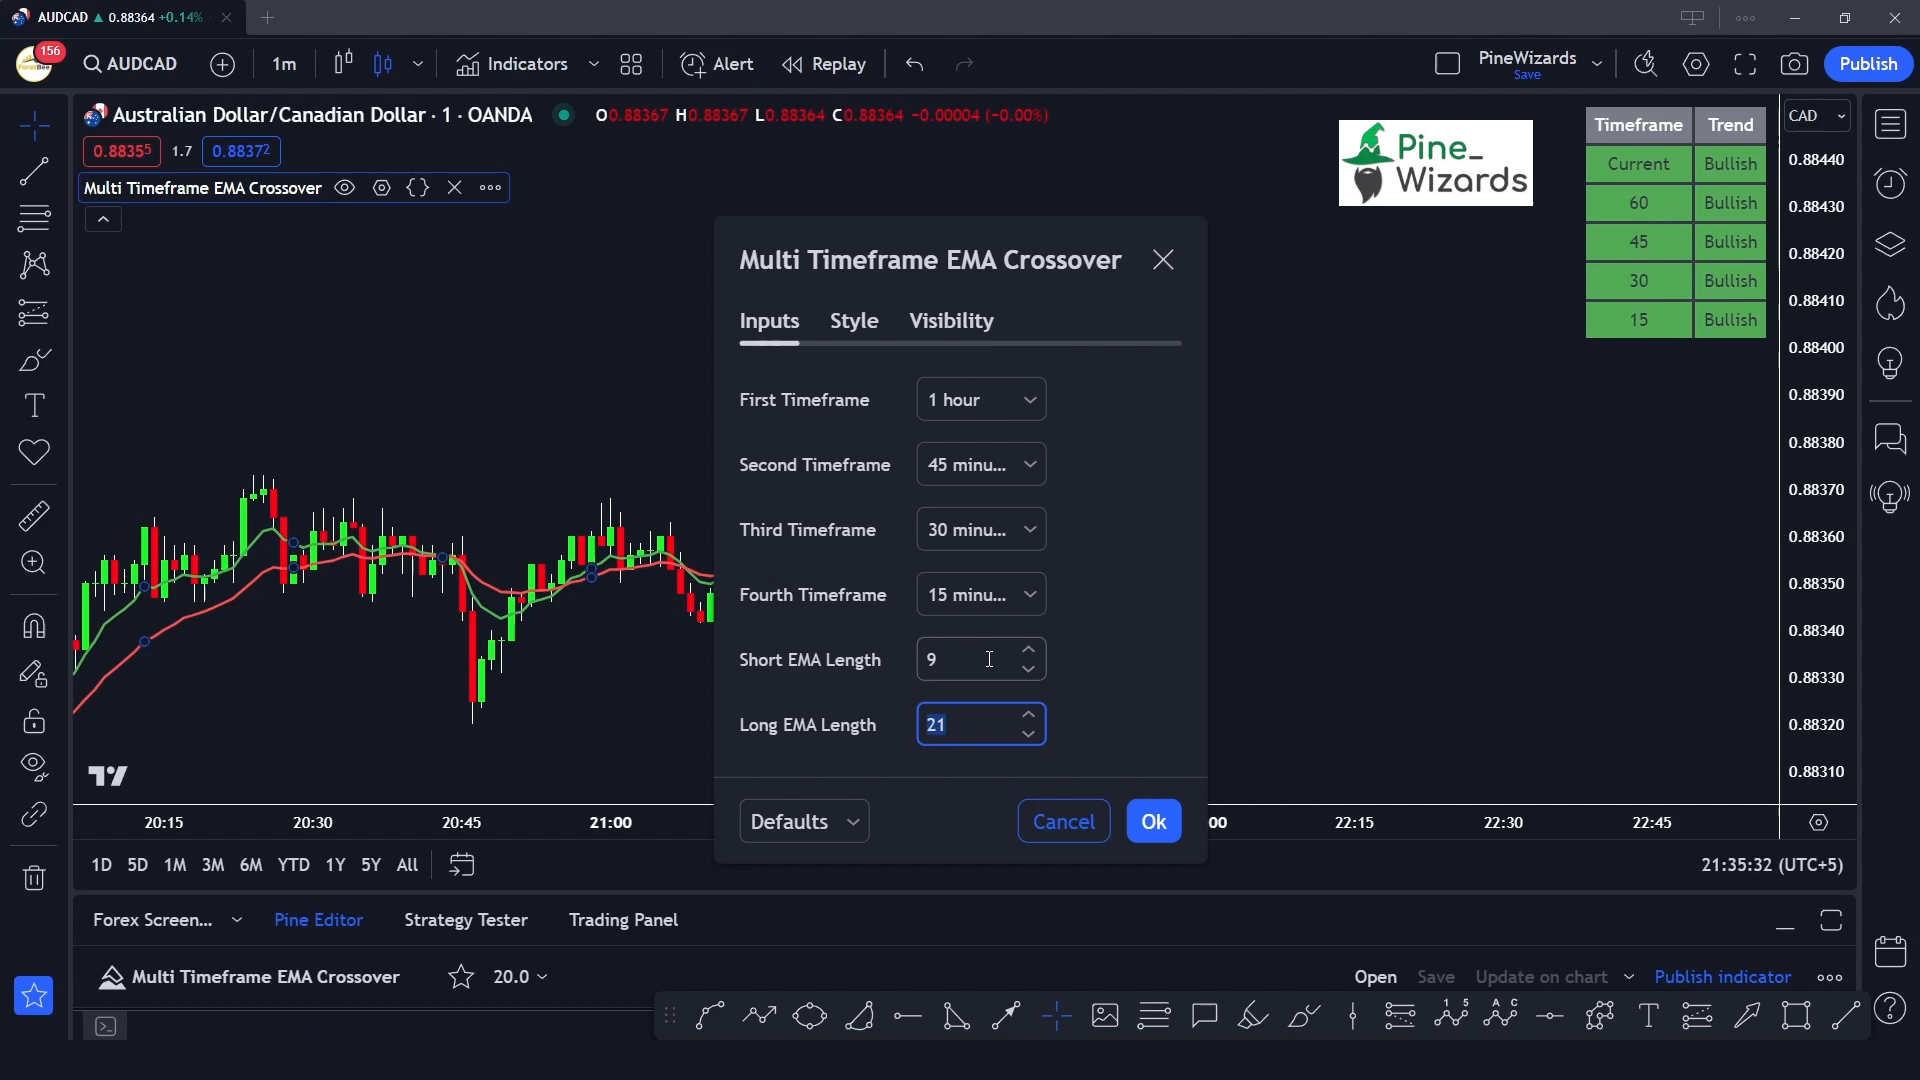 AUDCAD ▲ 0.88364 +0.14%
156
AUDCAD
1m
Indicators
Alert
Replay
PineWizards
Save
Publish
Australian Dollar/Canadian Dollar · 1 · OANDA
O0.88367 H0.88367 L0.88364 C0.88364 −0.00004 (−0.00%)
0.88355 1.7 0.88372
Multi Timeframe EMA Crossover
Pine_
Wizards
Timeframe Trend
Current Bullish
60 Bullish
45 Bullish
30 Bullish
15 Bullish
CAD
0.88440
0.88430
0.88420
0.88410
0.88400
0.88390
0.88380
0.88370
0.88360
0.88350
0.88340
0.88330
0.88320
0.88310
Multi Timeframe EMA Crossover
Inputs Style Visibility
First Timeframe 1 hour
Second Timeframe 45 minu...
Third Timeframe 30 minu...
Fourth Timeframe 15 minu...
Short EMA Length 9
Long EMA Length 21
Defaults Cancel Ok
20:15 20:30 20:45 21:00 00 22:15 22:30 22:45
1D 5D 1M 3M 6M YTD 1Y 5Y All
21:35:32 (UTC+5)
Forex Screen... Pine Editor Strategy Tester Trading Panel
Multi Timeframe EMA Crossover 20.0
Open Save Update on chart Publish indicator